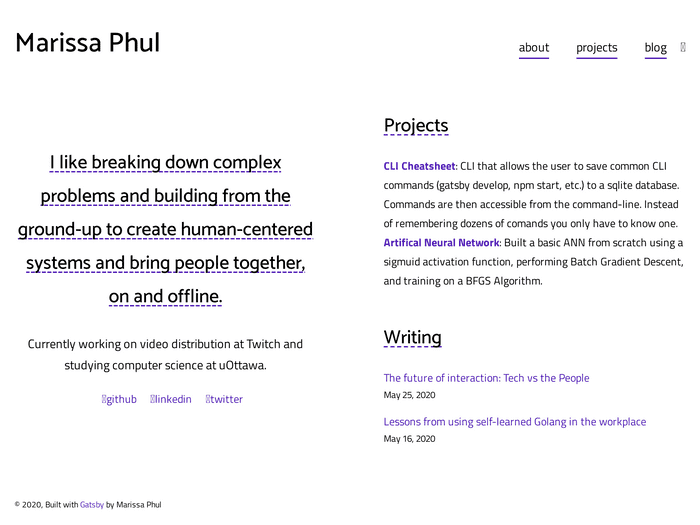 Marissa Phul
about projects blog
I like breaking down complex
problems and building from the
ground-up to create human-centered
systems and bring people together,
on and offline.
Currently working on video distribution at Twitch and
studying computer science at uOttawa.
github linkedin twitter
Projects
CLI Cheatsheet: CLI that allows the user to save common CLI
commands (gatsby develop, npm start, etc.) to a sqlite database.
Commands are then accessible from the command-line. Instead
of remembering dozens of comands you only have to know one.
Artifical Neural Network: Built a basic ANN from scratch using a
sigmuid activation function, performing Batch Gradient Descent,
and training on a BFGS Algorithm.
Writing
The future of interaction: Tech vs the People
May 25, 2020
Lessons from using self-learned Golang in the workplace
May 16, 2020
© 2020, Built with Gatsby by Marissa Phul